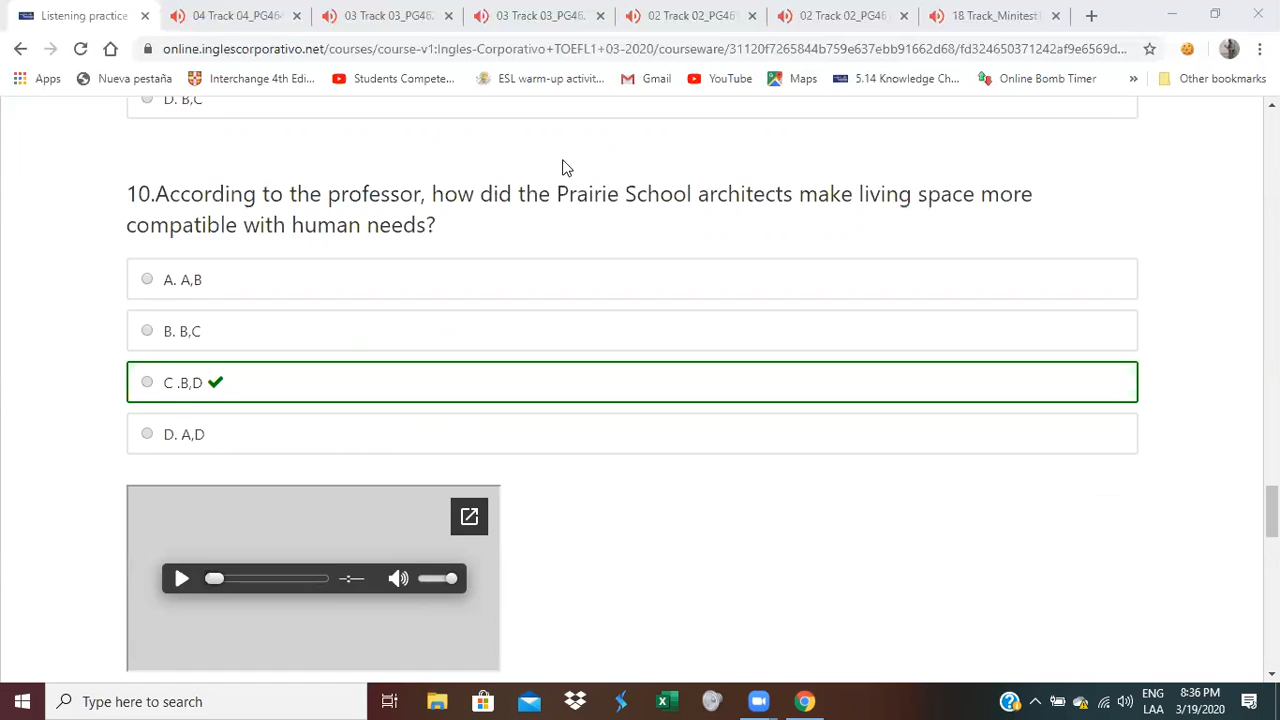 Listening practice
04 Track 04_PG464
03 Track 03_PG462
03 Track 03_PG46.
02 Track 02_PG46
02 Track 02_PG46
18 Track_Minitest1
online.inglescorporativo.net/courses/course-v1:Ingles-Corporativo+TOEFL1+03-2020/courseware/31120f7265844b759e637ebb91662d68/fd324650371242af9e6569d...
Apps
Nueva pestaña
Interchange 4th Edi...
Students Compete...
ESL warm-up activit...
Gmail
YouTube
Maps
5.14 Knowledge Ch...
Online Bomb Timer
»
Other bookmarks
D. B,C
10.According to the professor, how did the Prairie School architects make living space more
compatible with human needs?
A. A,B
B. B,C
C .B,D
D. A,D
Type here to search
ENG
LAA
8:36 PM
3/19/2020